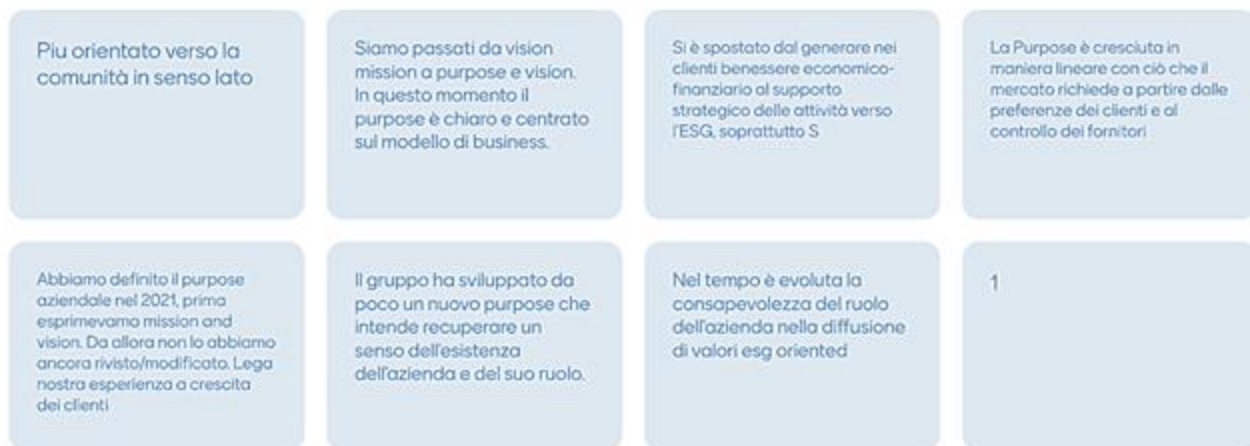 Piu orientato verso la
comunità in senso lato
Siamo passati da vision
mission a purpose e vision.
In questo momento il
purpose è chiaro e centrato
sul modello di business.
Si è spostato dal generare nei
clienti benessere economico-
finanziario al supporto
strategico delle attività verso
l'ESG, soprattutto S
La Purpose è cresciuta in
maniera lineare con ciò che il
mercato richiede a partire dalle
preferenze dei clienti e al
controllo dei fornitori
Abbiamo definito il purpose
aziendale nel 2021, prima
esprimevamo mission and
vision. Da allora non lo abbiamo
ancora rivisto/modificato. Lega
nostra esperienza a crescita
dei clienti
Il gruppo ha sviluppato da
poco un nuovo purpose che
intende recuperare un
senso dell'esistenza
dell'azienda e del suo ruolo.
Nel tempo è evoluta la
consapevolezza del ruolo
dell'azienda nella diffusione
di valori esg oriented
1